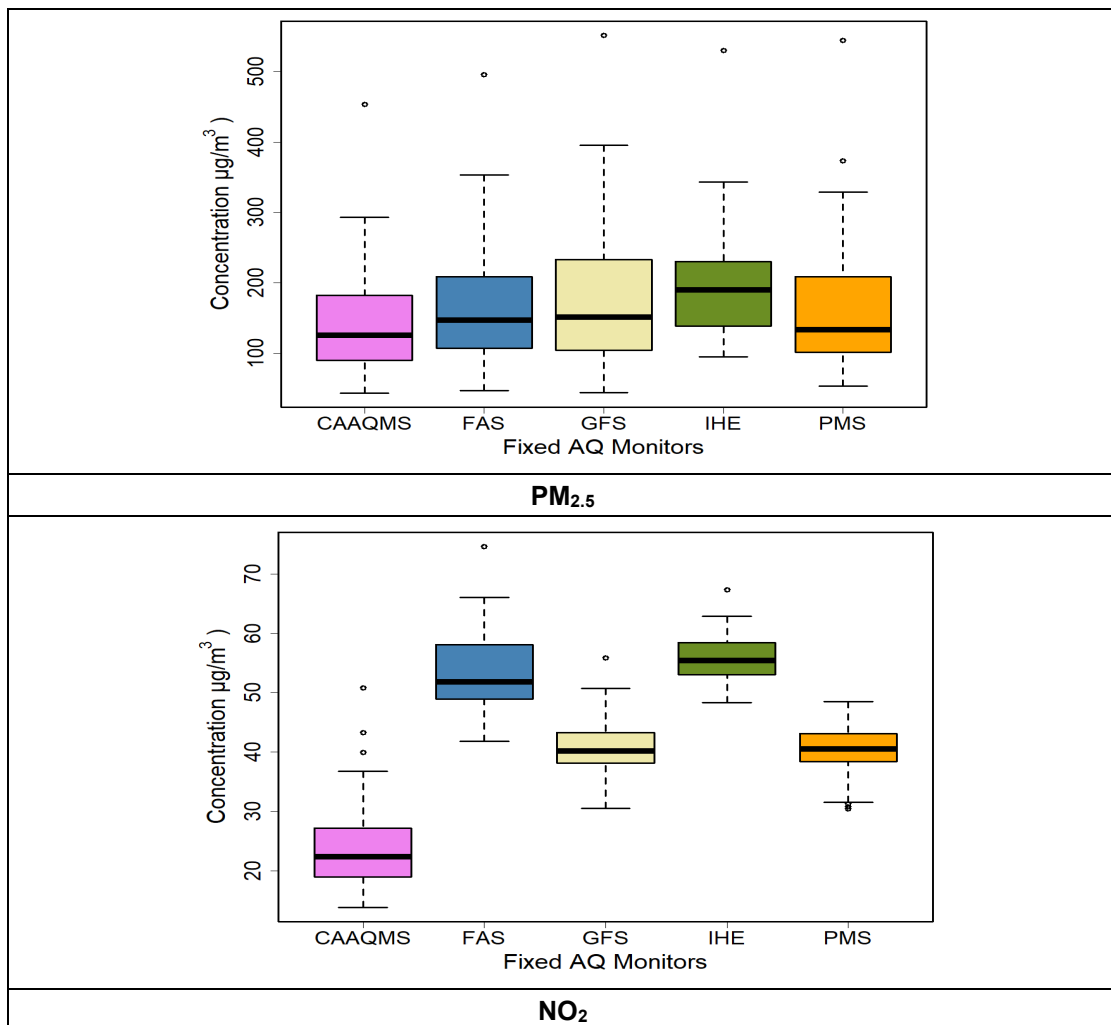 Concentration µg/m³ )
500
400
300
200
100
CAAQMS FAS GFS IHE PMS
Fixed AQ Monitors
PM₂.₅
Concentration µg/m³ )
70
60
50
40
30
20
CAAQMS FAS GFS IHE PMS
Fixed AQ Monitors
NO₂